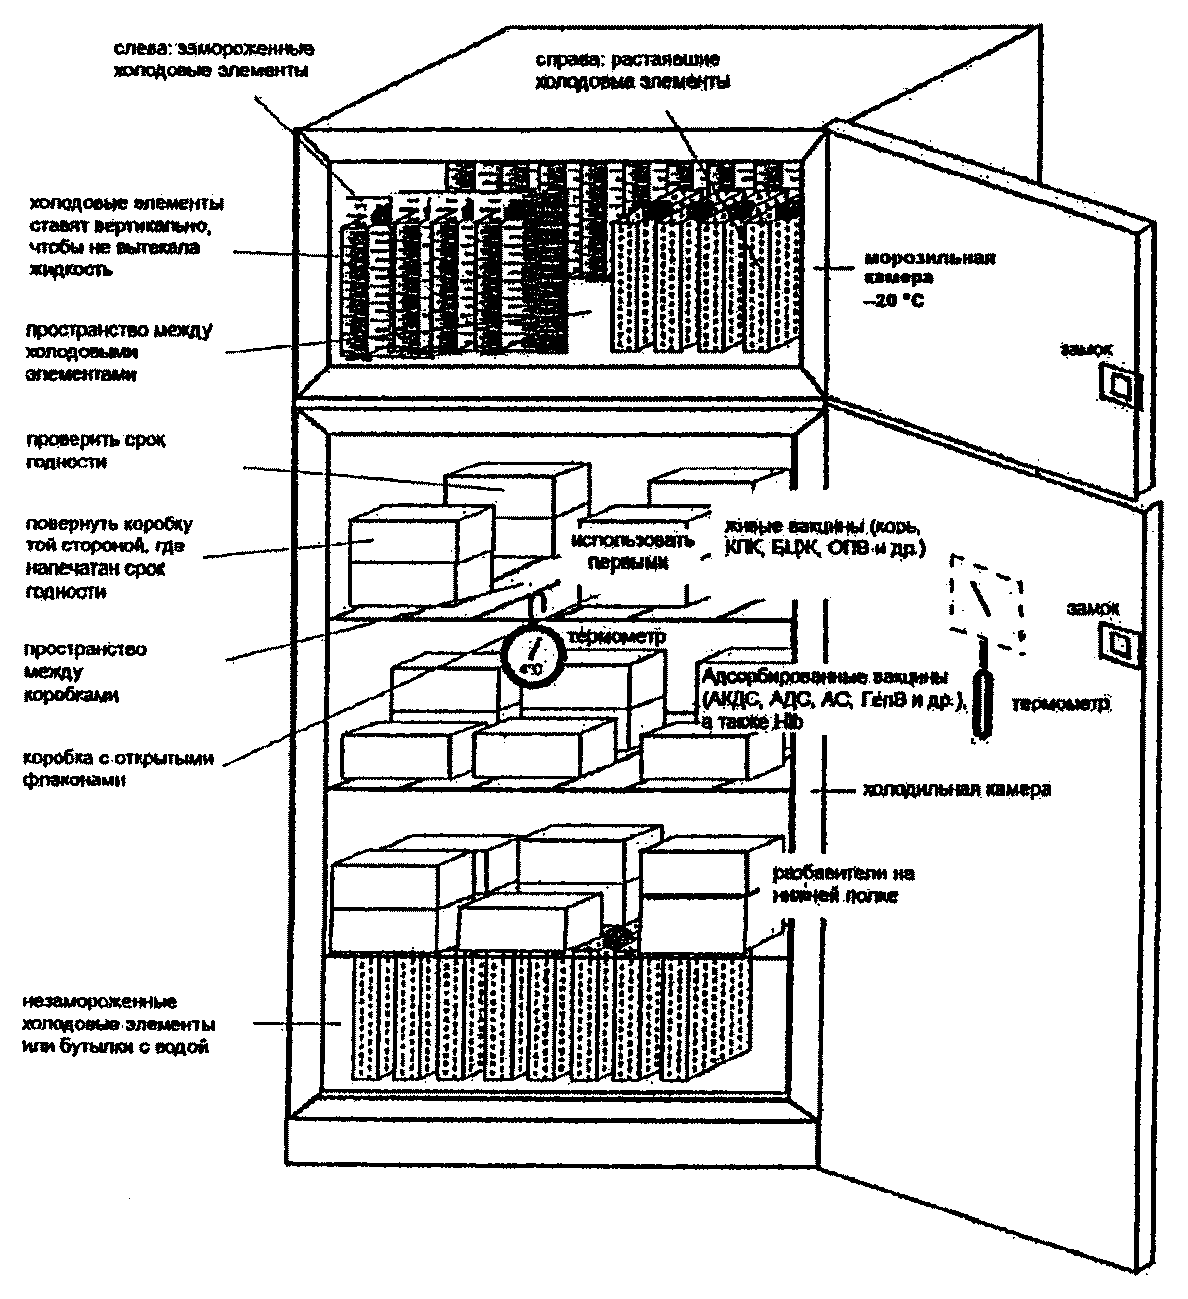 слева: замороженные
холодовые элементы
справа: растаявшие
холодовые элементы
холодовые элементы
ставят вертикально,
чтобы не вытекала
жидкость
морозильная
камера
–20 °С
пространство между
холодовыми
элементами
замок
проверить срок
годности
повернуть коробку
той стороной, где
напечатан срок
годности
использовать
первыми
живые вакцины (корь,
КПК, БЦЖ, ОПВ и др.)
замок
термометр
пространство
между
коробками
Адсорбированные вакцины
(АКДС, АДС, АС, ГепВ и др.),
а также Hib
термометр
коробка с открытыми
флаконами
холодильная камера
разбавители на
нижней полке
незамороженные
холодовые элементы
или бутылки с водой